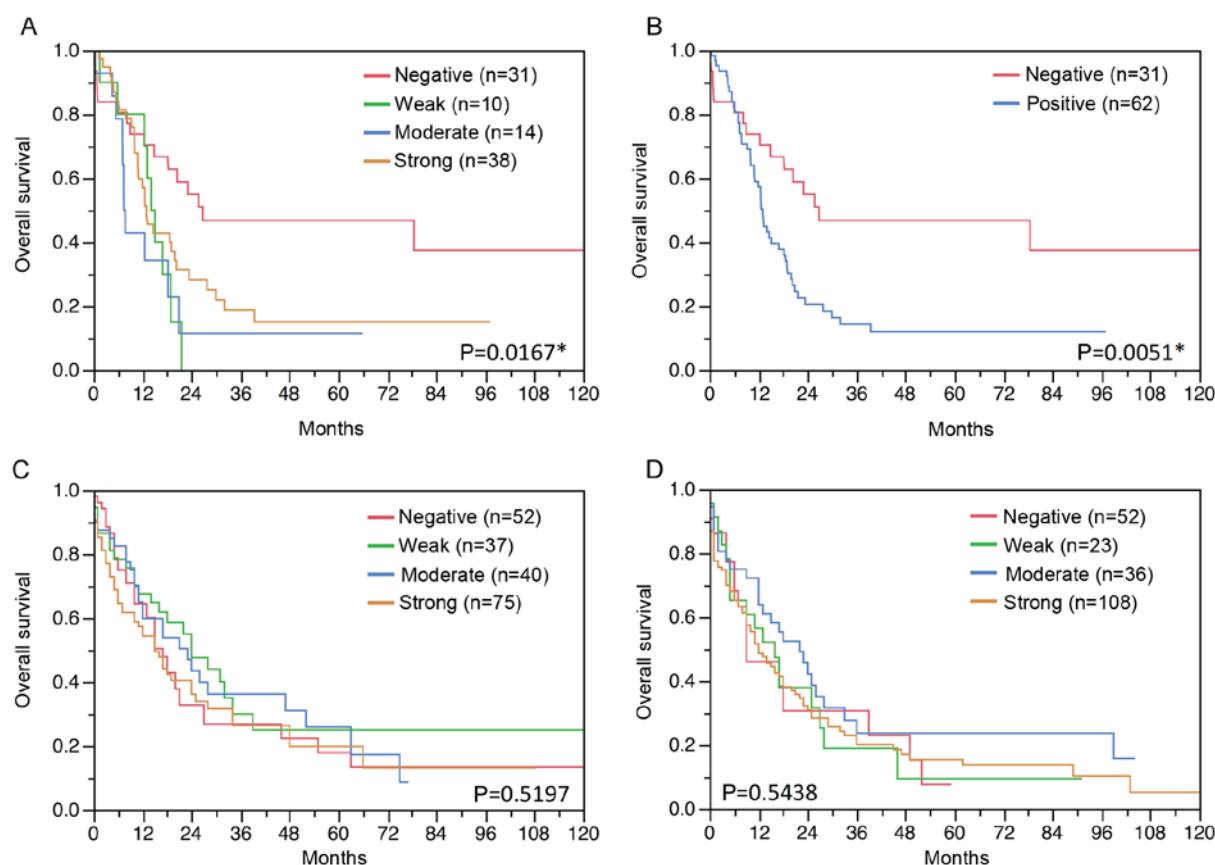 A
Overall survival
1.0
0.8
0.6
0.4
0.2
0.0
Negative (n=31)
Weak (n=10)
Moderate (n=14)
Strong (n=38)
P=0.0167*
0 12 24 36 48 60 72 84 96 108 120
Months
B
Overall survival
1.0
0.8
0.6
0.4
0.2
0.0
Negative (n=31)
Positive (n=62)
P=0.0051*
0 12 24 36 48 60 72 84 96 108 120
Months
C
Overall survival
1.0
0.8
0.6
0.4
0.2
0.0
Negative (n=52)
Weak (n=37)
Moderate (n=40)
Strong (n=75)
P=0.5197
0 12 24 36 48 60 72 84 96 108 120
Months
D
Overall survival
1.0
0.8
0.6
0.4
0.2
0.0
Negative (n=52)
Weak (n=23)
Moderate (n=36)
Strong (n=108)
P=0.5438
0 12 24 36 48 60 72 84 96 108 120
Months